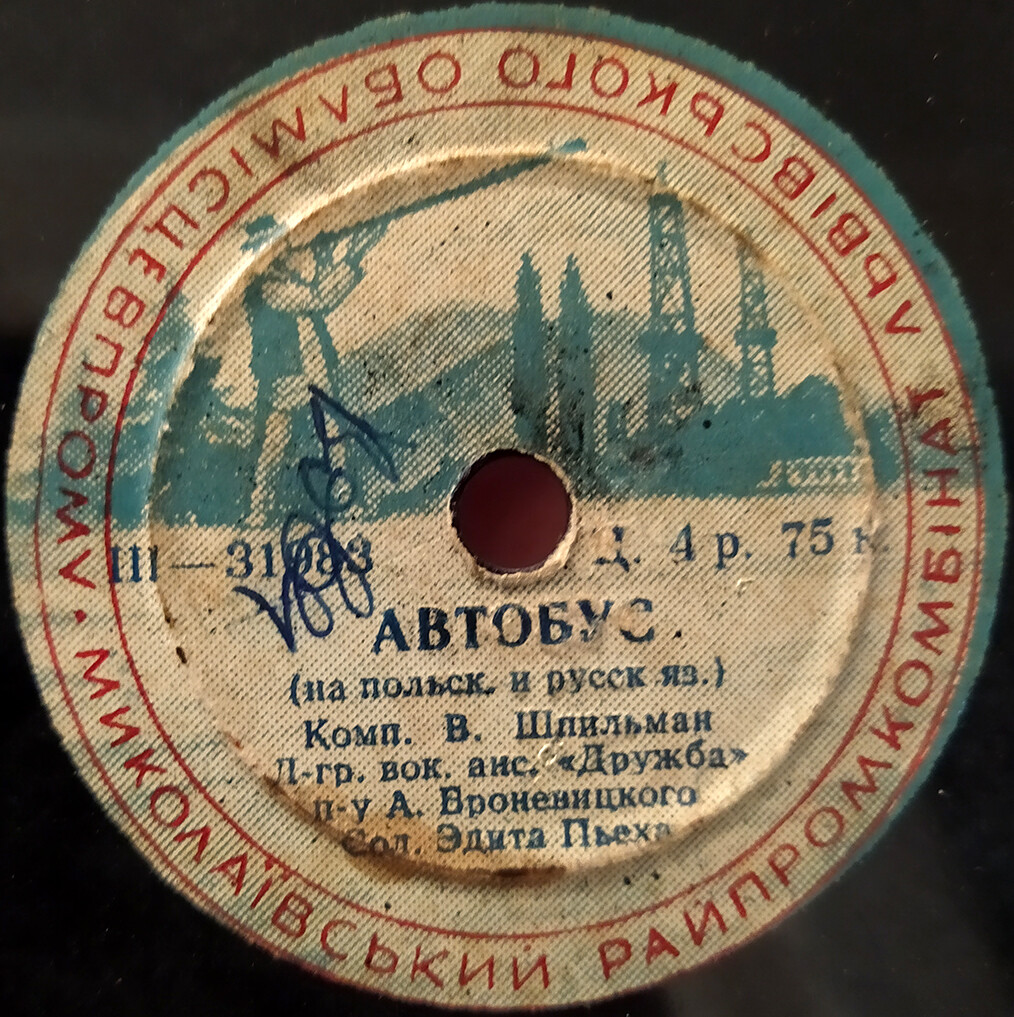 МИКОЛАЇВСЬКИЙ РАЙПРОМКОМБІНАТ ЛЬВІВСЬКОГО ОБЛМІСЦЕВПРОМУ •
Ц. 4 р. 75 к.
АВТОБУС.
(на польск. и русск яз.)
Комп. В. Шпильман
Л-гр. вок. анс. «Дружба»
п-у А. Броневицкого
Сол. Эдита Пьеха